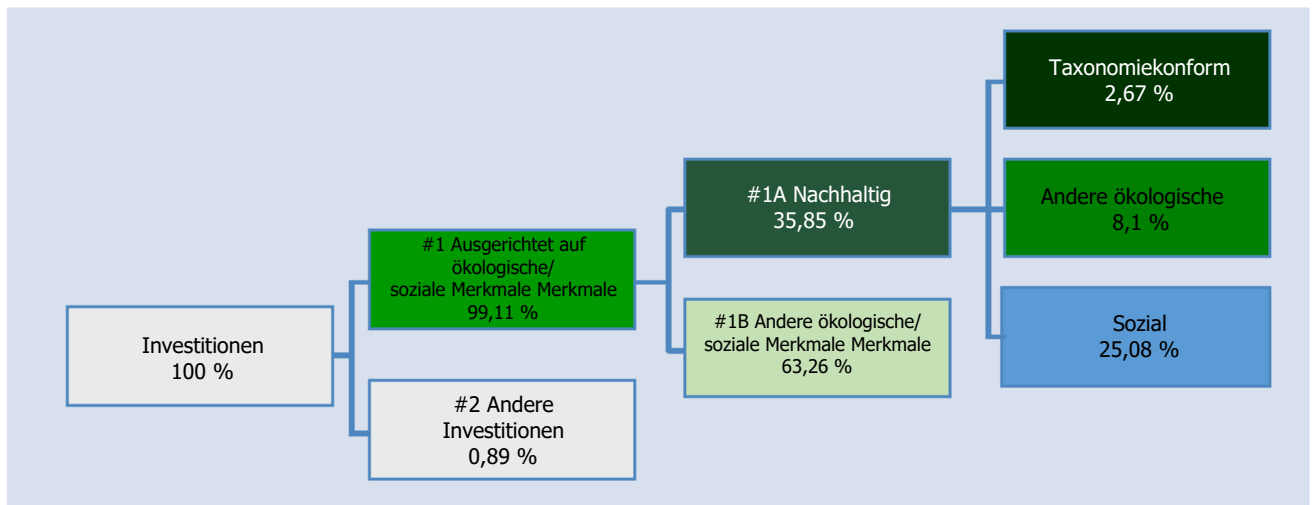 Investitionen
100 %
#1 Ausgerichtet auf
ökologische/
soziale Merkmale Merkmale
99,11 %
#2 Andere
Investitionen
0,89 %
#1A Nachhaltig
35,85 %
#1B Andere ökologische/
soziale Merkmale Merkmale
63,26 %
Taxonomiekonform
2,67 %
Andere ökologische
8,1 %
Sozial
25,08 %